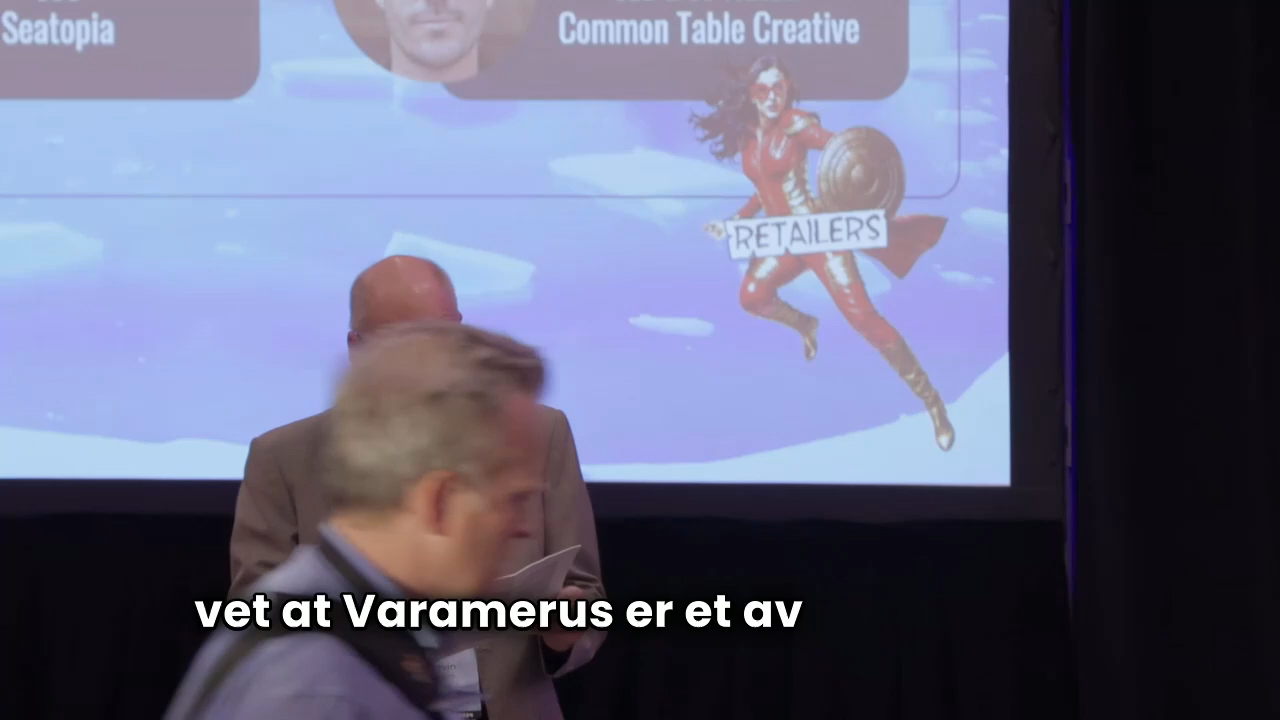 Seatopia
Common Table Creative
RETAILERS
vet at Varamerus er et av